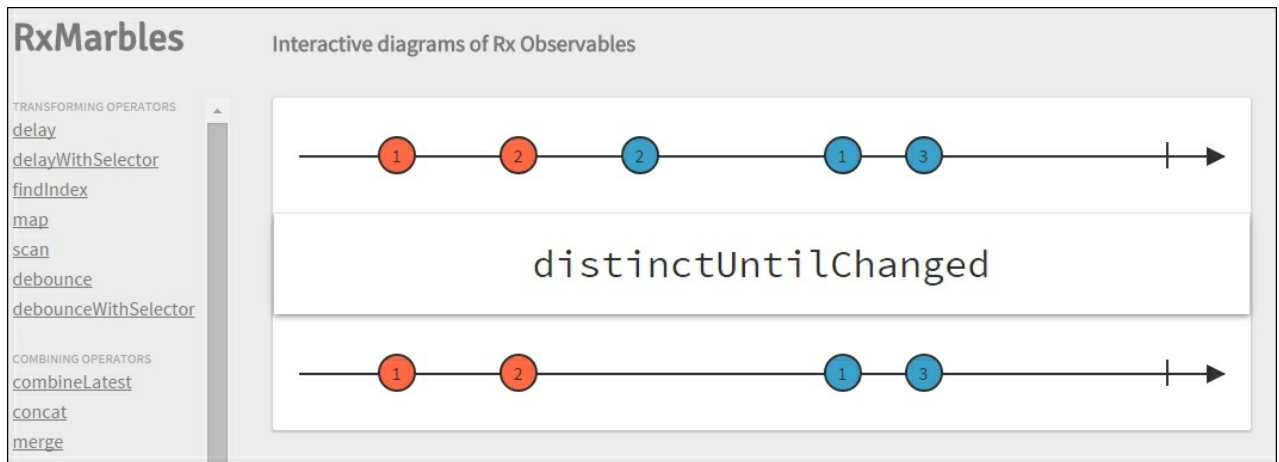 RxMarbles
Interactive diagrams of Rx Observables
TRANSFORMING OPERATORS
delay
delayWithSelector
findIndex
map
scan
debounce
debounceWithSelector
COMBINING OPERATORS
combineLatest
concat
merge
1 2 2 1 3
distinctUntilChanged
1 2 1 3